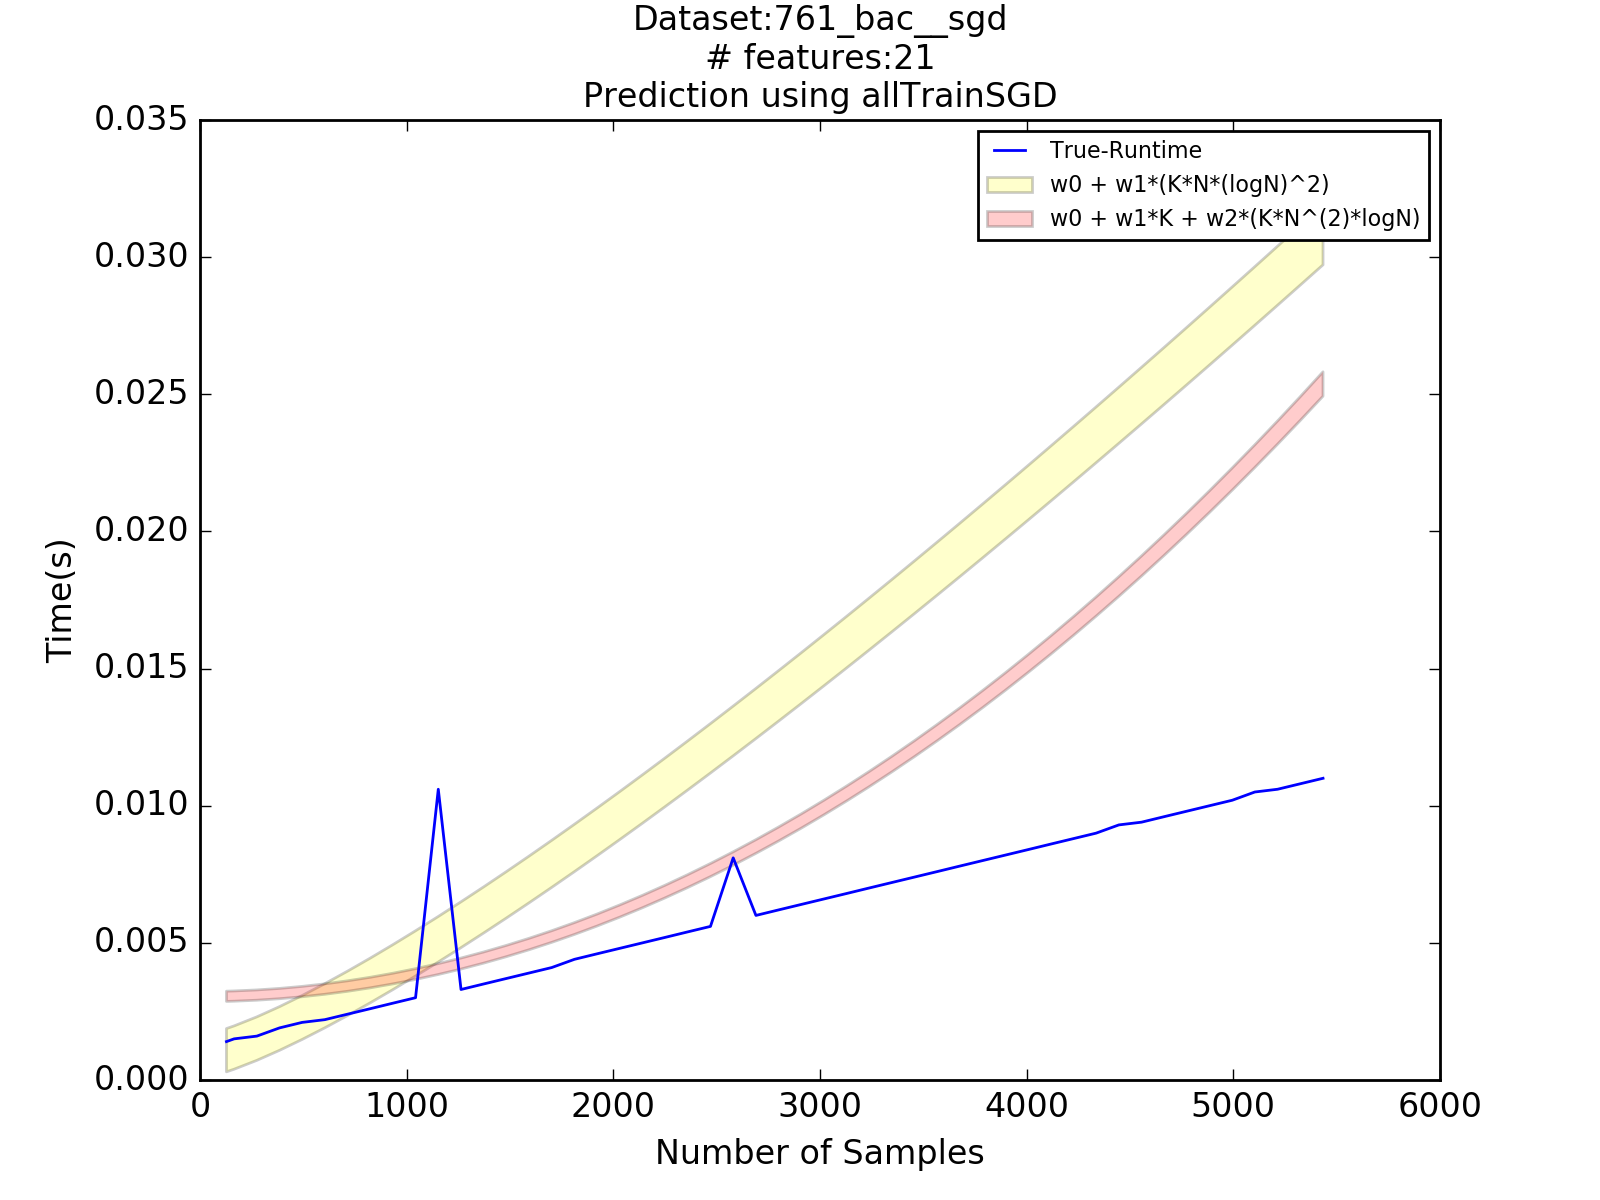 Dataset:761_bac__sgd
# features:21
Prediction using allTrainSGD
0.035
0.030
0.025
0.020
0.015
0.010
0.005
0.000
Time(s)
True-Runtime
w0 + w1*(K*N*(logN)^2)
w0 + w1*K + w2*(K*N^(2)*logN)
0 1000 2000 3000 4000 5000 6000
Number of Samples